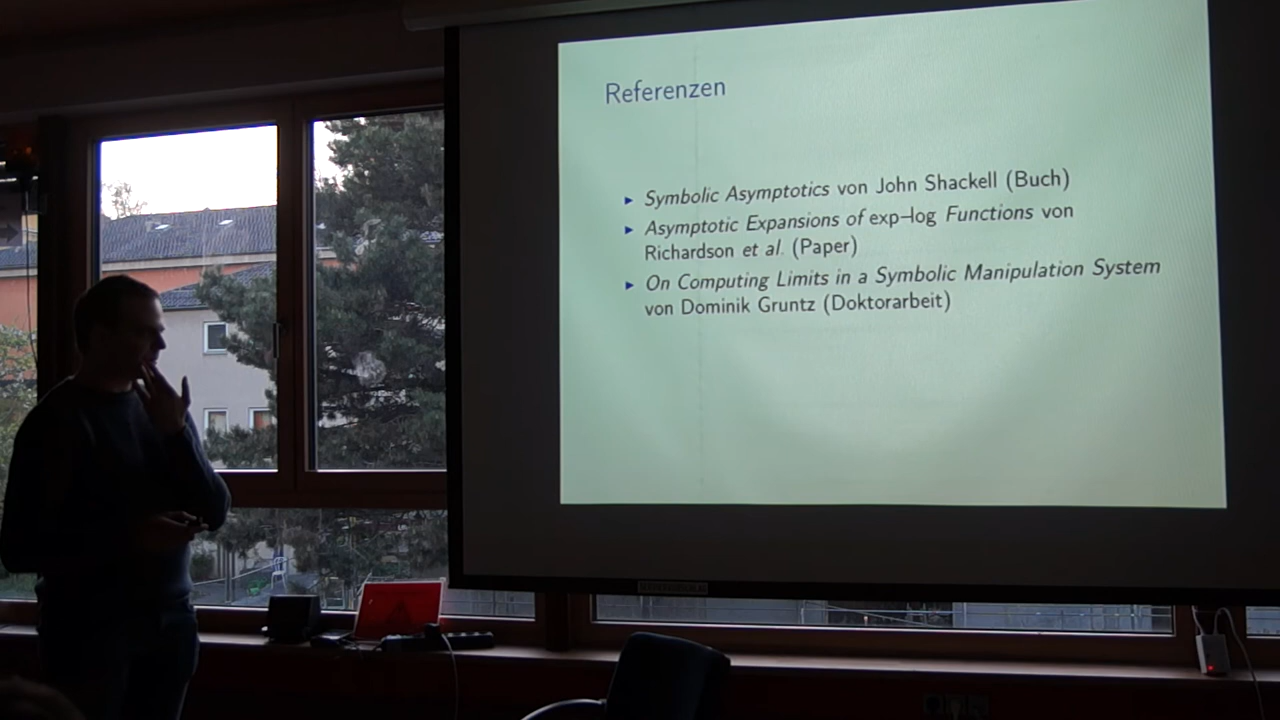 Referenzen
▸ Symbolic Asymptotics von John Shackell (Buch)
▸ Asymptotic Expansions of exp–log Functions von
Richardson et al. (Paper)
▸ On Computing Limits in a Symbolic Manipulation System
von Dominik Gruntz (Doktorarbeit)